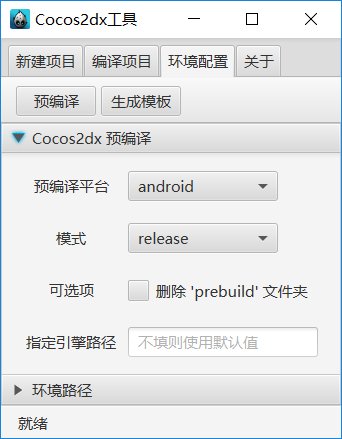 Cocos2dx工具
新建项目 编译项目 环境配置 关于
预编译 生成模板
Cocos2dx 预编译
预编译平台 android
模式 release
可选项 删除 'prebuild' 文件夹
指定引擎路径 不填则使用默认值
环境路径
就绪